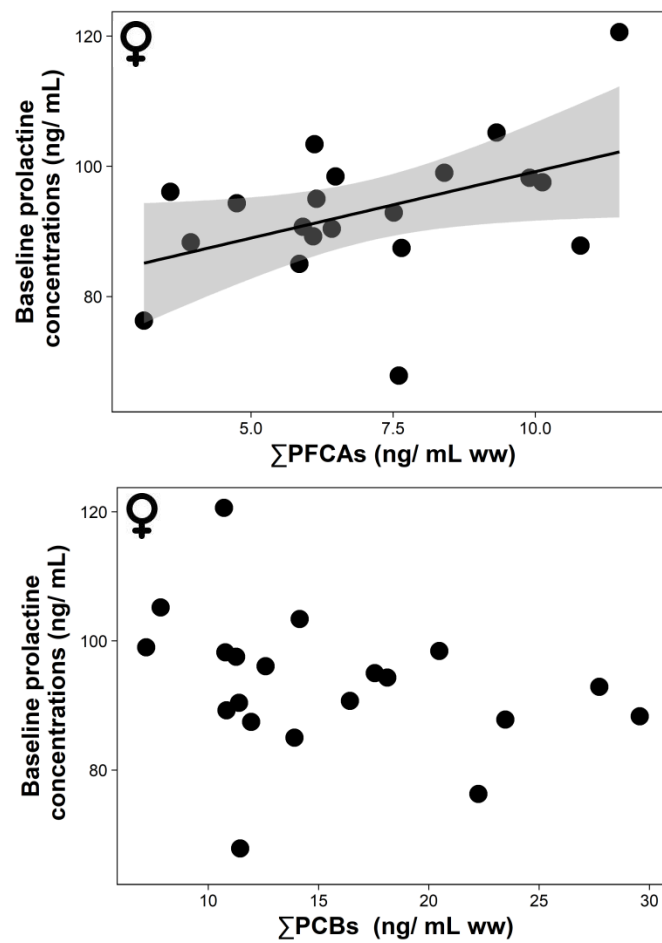 120
100
80
Baseline prolactine
concentrations (ng/ mL)
5.0 7.5 10.0
∑PFCAs (ng/ mL ww)
120
100
80
Baseline prolactine
concentrations (ng/ mL)
10 15 20 25 30
∑PCBs (ng/ mL ww)